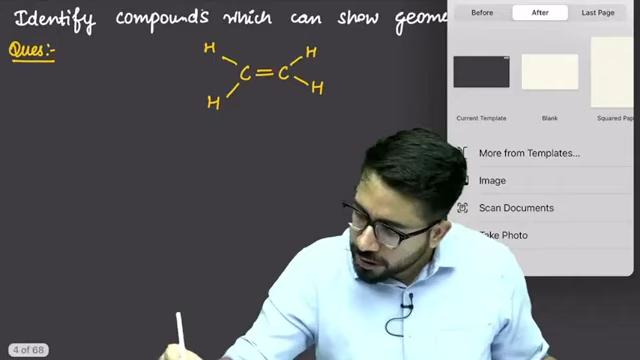 Identify compounds which can show geome
Ques:-
H H
C=C
H H
Before After Last Page
Current Template Blank Squared Pap
More from Templates...
Image
Scan Documents
Take Photo
4 of 68